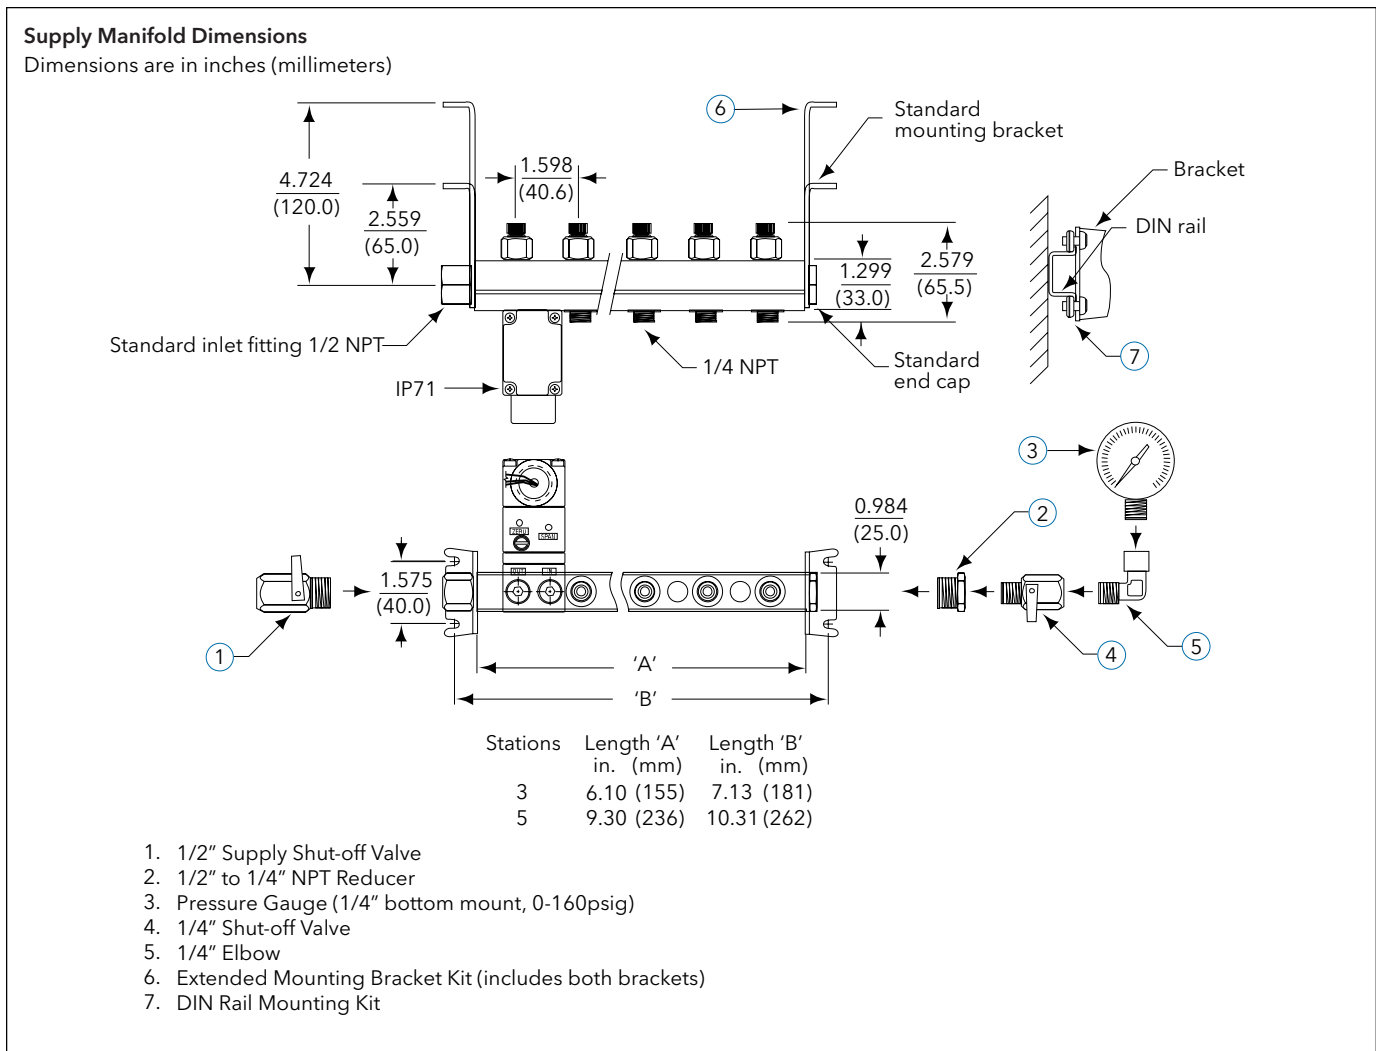 Supply Manifold Dimensions
Dimensions are in inches (millimeters)
6
Standard
mounting bracket
Bracket
DIN rail
4.724
(120.0)
2.559
(65.0)
1.598
(40.6)
1.299
(33.0)
2.579
(65.5)
Standard inlet fitting 1/2 NPT
IP71
1/4 NPT
Standard
end cap
7
3
ZERO
SPAN
OUT
IN
1.575
(40.0)
0.984
(25.0)
2
1
4
5
'A'
'B'
Stations Length 'A' Length 'B'
in. (mm) in. (mm)
3 6.10 (155) 7.13 (181)
5 9.30 (236) 10.31 (262)
1. 1/2" Supply Shut-off Valve
2. 1/2" to 1/4" NPT Reducer
3. Pressure Gauge (1/4" bottom mount, 0-160psig)
4. 1/4" Shut-off Valve
5. 1/4" Elbow
6. Extended Mounting Bracket Kit (includes both brackets)
7. DIN Rail Mounting Kit